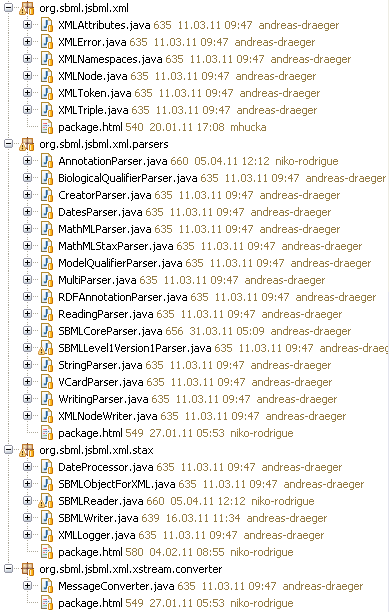 org.sbml.jsbml.xml
XMLAttributes.java 635 11.03.11 09:47 andreas-draeger
XMLError.java 635 11.03.11 09:47 andreas-draeger
XMLNamespaces.java 635 11.03.11 09:47 andreas-draeger
XMLNode.java 635 11.03.11 09:47 andreas-draeger
XMLToken.java 635 11.03.11 09:47 andreas-draeger
XMLTriple.java 635 11.03.11 09:47 andreas-draeger
package.html 540 20.01.11 17:08 mhucka
org.sbml.jsbml.xml.parsers
AnnotationParser.java 660 05.04.11 12:12 niko-rodrigue
BiologicalQualifierParser.java 635 11.03.11 09:47 andreas-draeger
CreatorParser.java 635 11.03.11 09:47 andreas-draeger
DatesParser.java 635 11.03.11 09:47 andreas-draeger
MathMLParser.java 635 11.03.11 09:47 andreas-draeger
MathMLStaxParser.java 635 11.03.11 09:47 andreas-draeger
ModelQualifierParser.java 635 11.03.11 09:47 andreas-draeger
MultiParser.java 635 11.03.11 09:47 andreas-draeger
RDFAnnotationParser.java 635 11.03.11 09:47 andreas-draeger
ReadingParser.java 635 11.03.11 09:47 andreas-draeger
SBMLCoreParser.java 656 31.03.11 05:09 andreas-draeger
SBMLLevel1Version1Parser.java 635 11.03.11 09:47 andreas-draeg
StringParser.java 635 11.03.11 09:47 andreas-draeger
VCardParser.java 635 11.03.11 09:47 andreas-draeger
WritingParser.java 635 11.03.11 09:47 andreas-draeger
XMLNodeWriter.java 635 11.03.11 09:47 andreas-draeger
package.html 549 27.01.11 05:53 niko-rodrigue
org.sbml.jsbml.xml.stax
DateProcessor.java 635 11.03.11 09:47 andreas-draeger
SBMLObjectForXML.java 635 11.03.11 09:47 andreas-draeger
SBMLReader.java 660 05.04.11 12:12 niko-rodrigue
SBMLWriter.java 639 16.03.11 11:34 andreas-draeger
XMLLogger.java 635 11.03.11 09:47 andreas-draeger
package.html 580 04.02.11 08:55 niko-rodrigue
org.sbml.jsbml.xml.xstream.converter
MessageConverter.java 635 11.03.11 09:47 andreas-draeger
package.html 549 27.01.11 05:53 niko-rodrigue